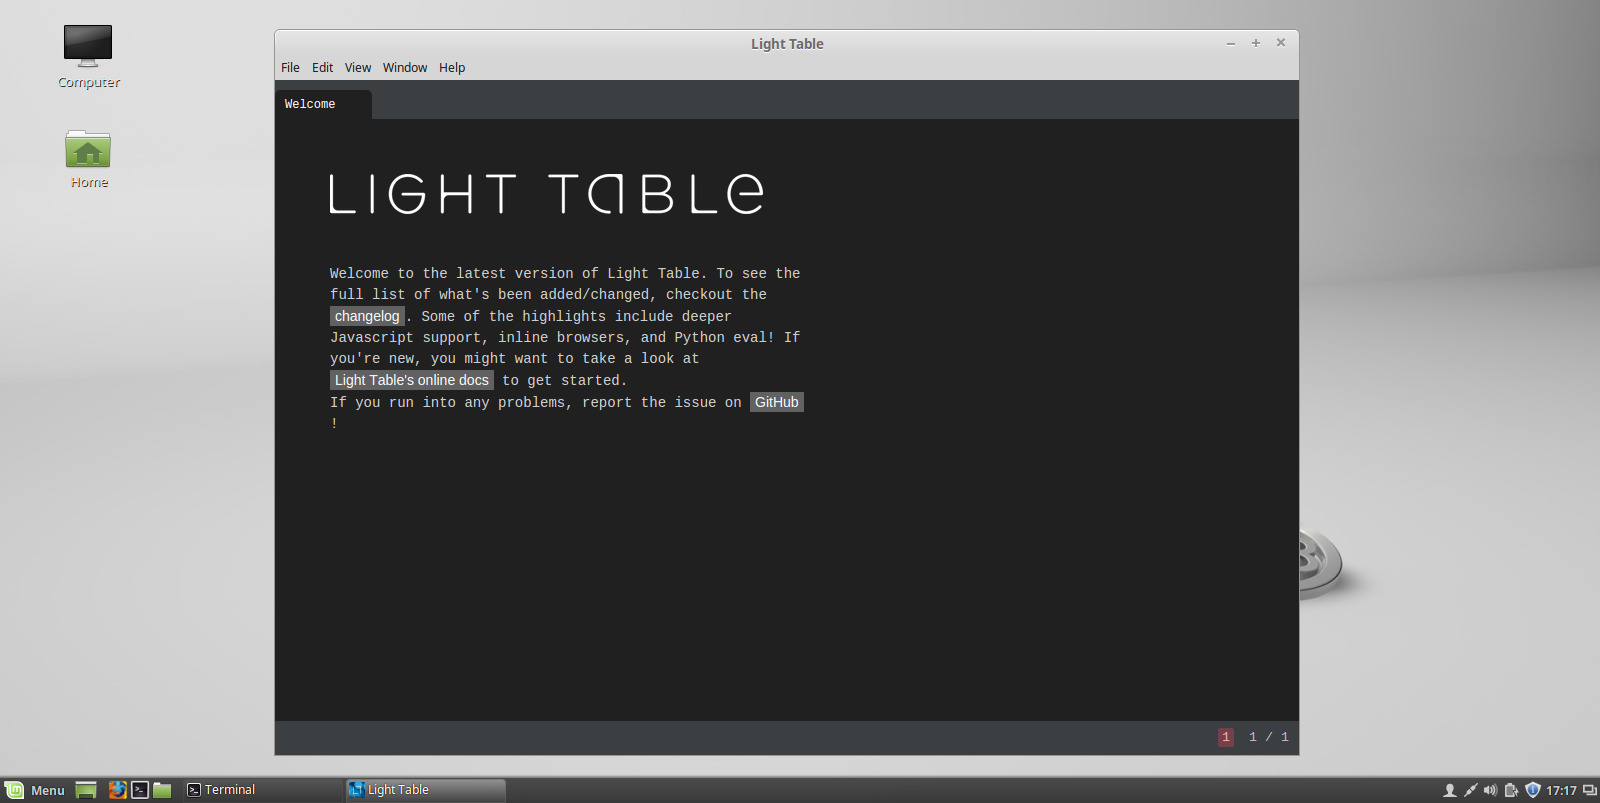 Computer
Home
Light Table
File Edit View Window Help
Welcome
LIGHT TABLE
Welcome to the latest version of Light Table. To see the
full list of what's been added/changed, checkout the
changelog. Some of the highlights include deeper
Javascript support, inline browsers, and Python eval! If
you're new, you might want to take a look at
Light Table's online docs to get started.
If you run into any problems, report the issue on GitHub
!
1 1 / 1
Menu Terminal Light Table 17:17